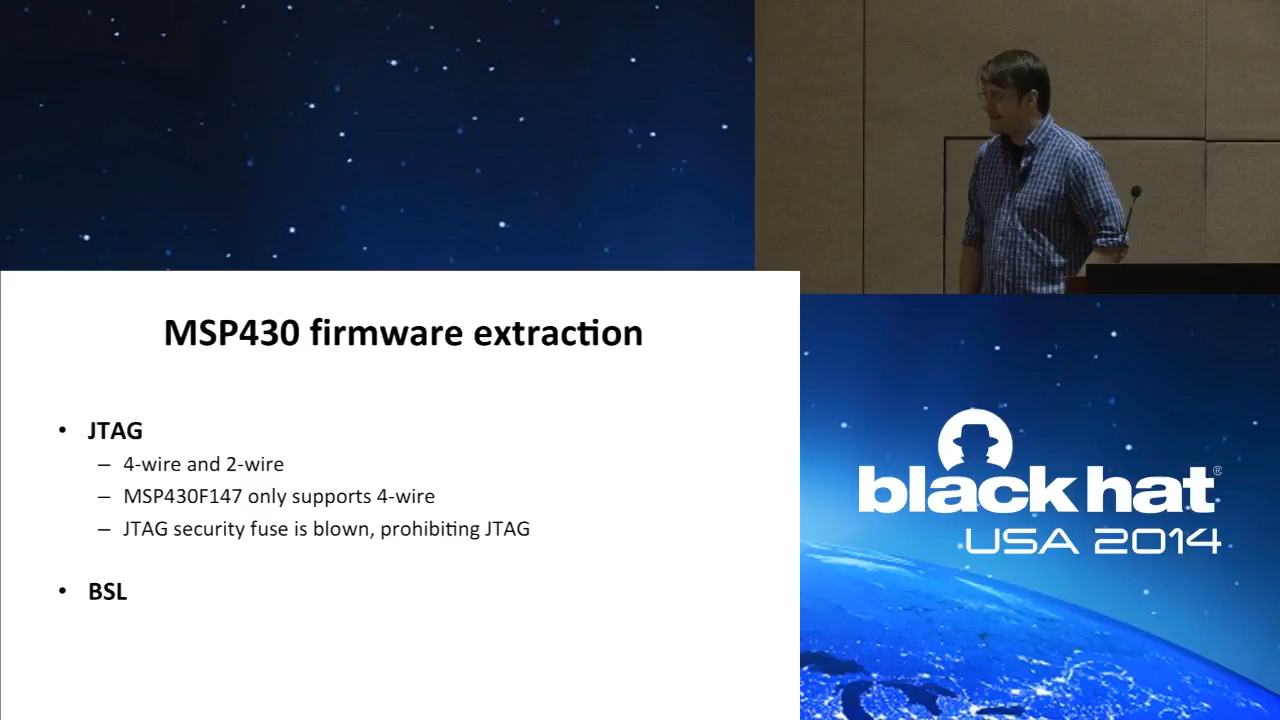 MSP430 firmware extraction
• JTAG
– 4-wire and 2-wire
– MSP430F147 only supports 4-wire
– JTAG security fuse is blown, prohibiting JTAG
• BSL
black hat®
USA 2014